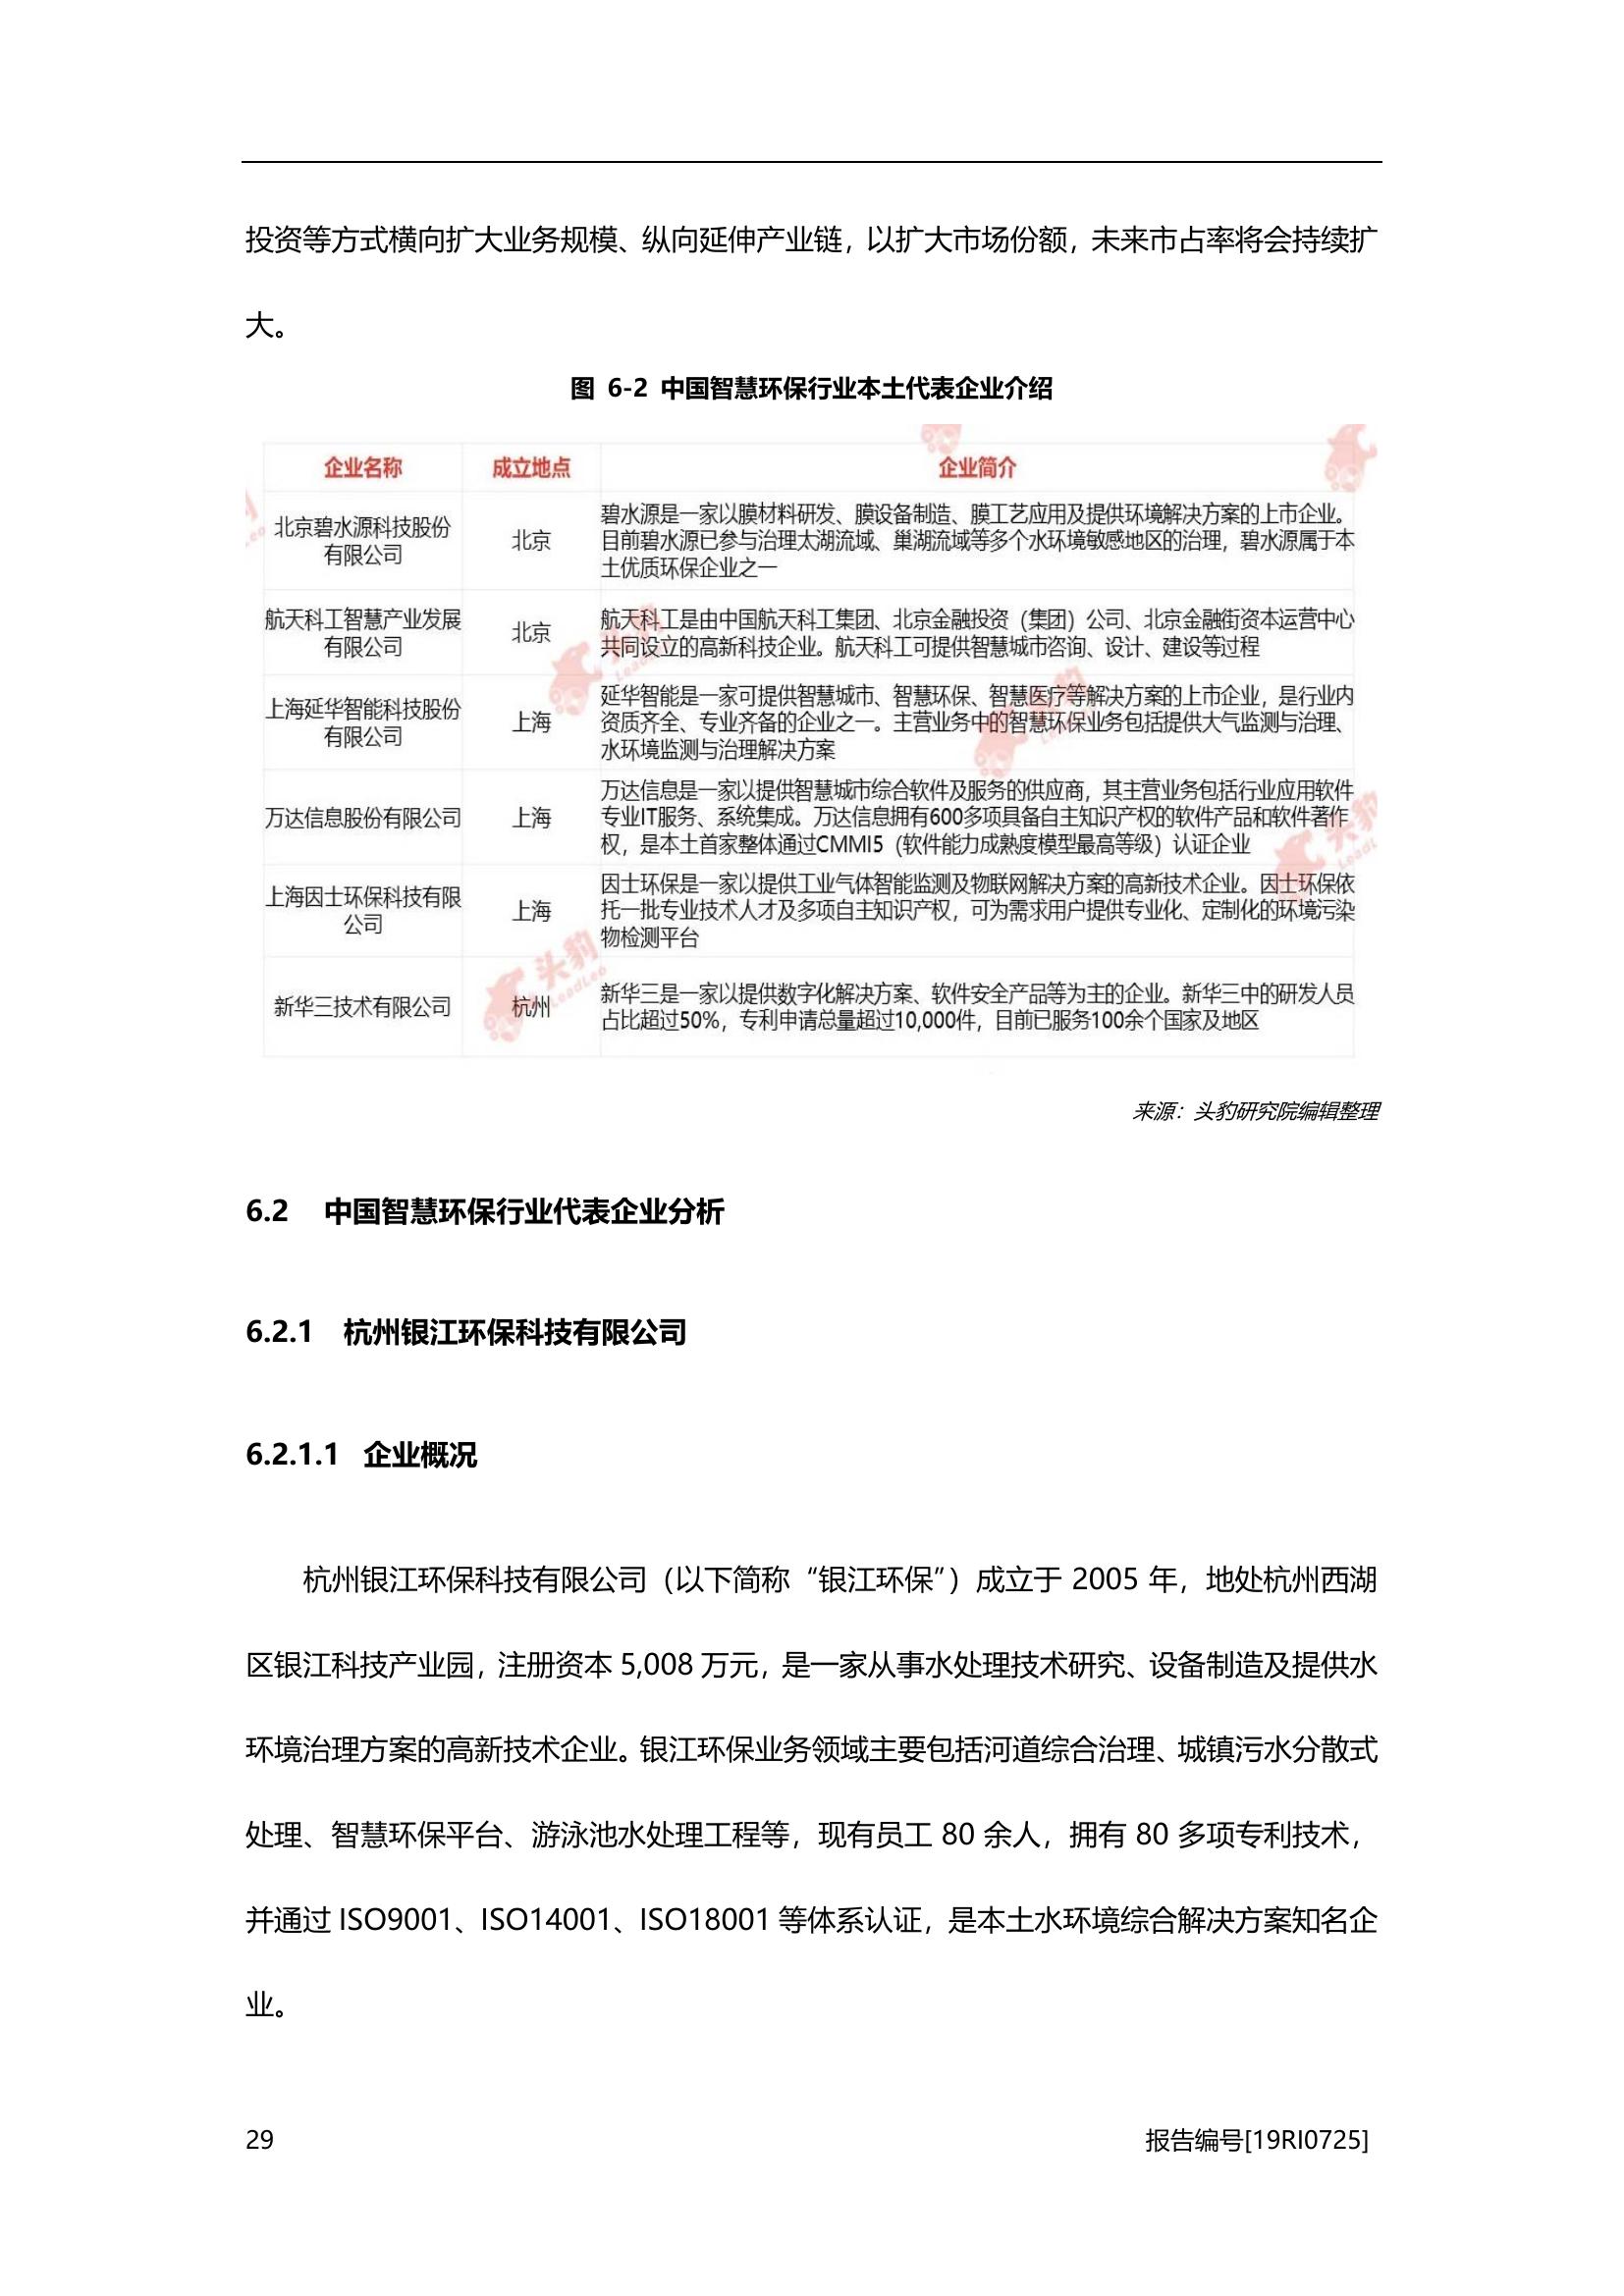 投资等方式横向扩大业务规模、纵向延伸产业链，以扩大市场份额，未来市占率将会持续扩
大。
图 6-2 中国智慧环保行业本土代表企业介绍
企业名称 成立地点 企业简介
北京碧水源科技股份
有限公司
北京
碧水源是一家以膜材料研发、膜设备制造、膜工艺应用及提供环境解决方案的上市企业。
目前碧水源已参与治理太湖流域、巢湖流域等多个水环境敏感地区的治理，碧水源属于本
土优质环保企业之一
航天科工智慧产业发展
有限公司
北京
航天科工是由中国航天科工集团、北京金融投资（集团）公司、北京金融街资本运营中心
共同设立的高新科技企业。航天科工可提供智慧城市咨询、设计、建设等过程
上海延华智能科技股份
有限公司
上海
延华智能是一家可提供智慧城市、智慧环保、智慧医疗等解决方案的上市企业，是行业内
资质齐全、专业齐备的企业之一。主营业务中的智慧环保业务包括提供大气监测与治理、
水环境监测与治理解决方案
万达信息股份有限公司
上海
万达信息是一家以提供智慧城市综合软件及服务的供应商，其主营业务包括行业应用软件
专业IT服务、系统集成。万达信息拥有600多项具备自主知识产权的软件产品和软件著作
权，是本土首家整体通过CMMI5（软件能力成熟度模型最高等级）认证企业
上海因士环保科技有限
公司
上海
因士环保是一家以提供工业气体智能监测及物联网解决方案的高新技术企业。因士环保依
托一批专业技术人才及多项自主知识产权，可为需求用户提供专业化、定制化的环境污染
物检测平台
新华三技术有限公司
杭州
新华三是一家以提供数字化解决方案、软件安全产品等为主的企业。新华三中的研发人员
占比超过50%，专利申请总量超过10,000件，目前已服务100余个国家及地区
头豹
LeadLeo
来源：头豹研究院编辑整理
6.2 中国智慧环保行业代表企业分析
6.2.1 杭州银江环保科技有限公司
6.2.1.1 企业概况
杭州银江环保科技有限公司（以下简称“银江环保”）成立于 2005 年，地处杭州西湖
区银江科技产业园，注册资本 5,008 万元，是一家从事水处理技术研究、设备制造及提供水
环境治理方案的高新技术企业。银江环保业务领域主要包括河道综合治理、城镇污水分散式
处理、智慧环保平台、游泳池水处理工程等，现有员工 80 余人，拥有 80 多项专利技术，
并通过 ISO9001、ISO14001、ISO18001 等体系认证，是本土水环境综合解决方案知名企
业。
29 报告编号[19RI0725]